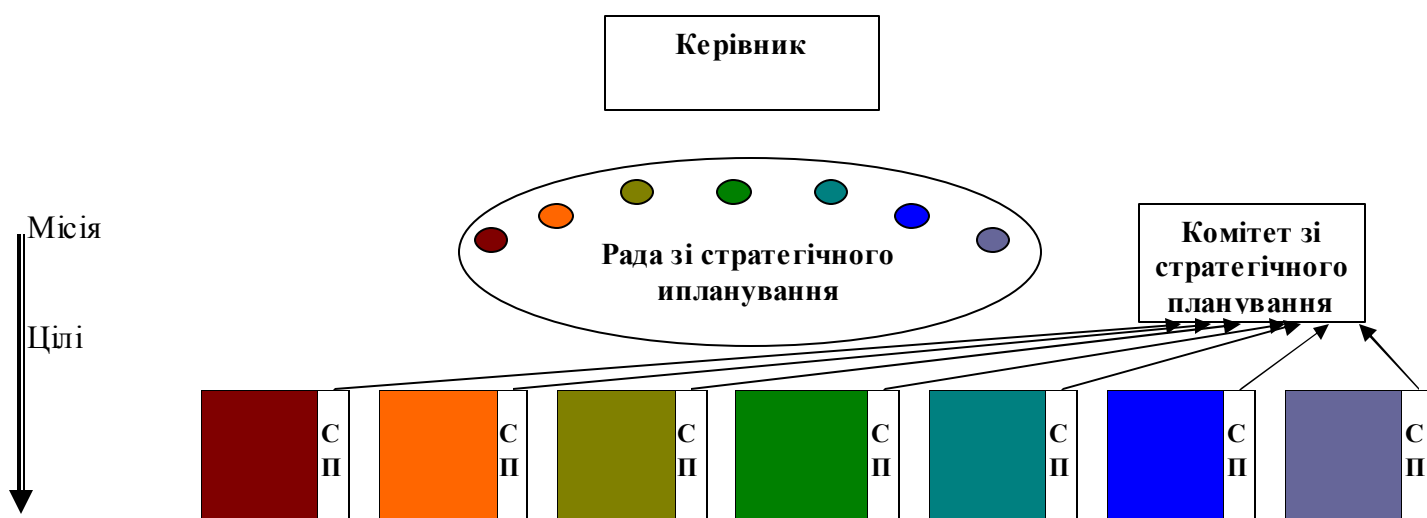 Керівник
Місія
Рада зі стратегічного
ипланування
Комітет зі
стратегічного
планування
Цілі
С
П
С
П
С
П
С
П
С
П
С
П
С
П